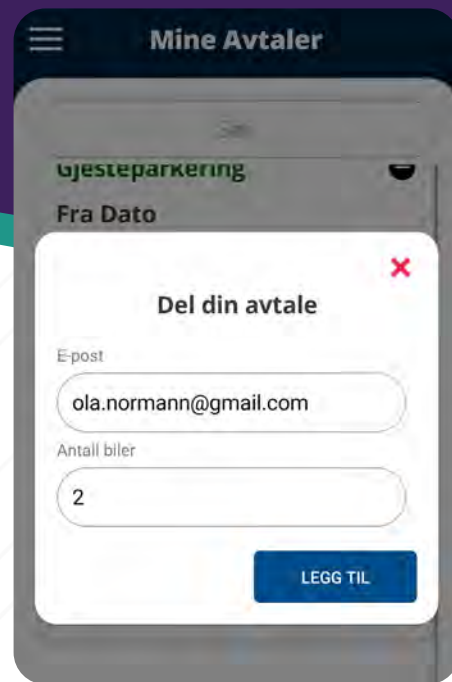 Mine Avtaler
Gjesteparkering
Fra Dato
Del din avtale
E-post
ola.normann@gmail.com
Antall biler
2
LEGG TIL